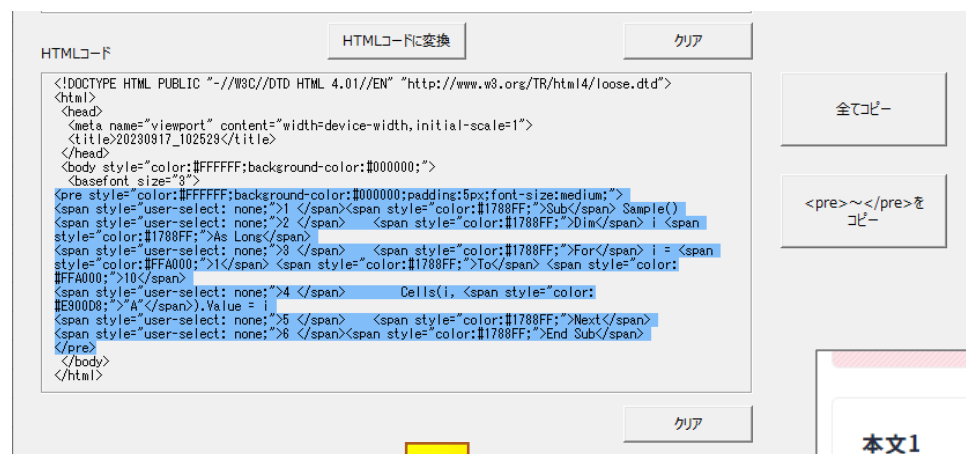 HTMLコードに変換
クリア
HTMLコード
<!DOCTYPE HTML PUBLIC "-//W3C//DTD HTML 4.01//EN" "http://www.w3.org/TR/html4/loose.dtd">
<html>
<head>
<meta name="viewport" content="width=device-width,initial-scale=1">
<title>20230917_102529</title>
</head>
<body style="color:#FFFFFF;background-color:#000000;">
<basefont size="3">
<pre style="color:#FFFFFF;background-color:#000000;padding:5px;font-size:medium;">
<span style="user-select: none;">1 </span><span style="color:#1788FF;">Sub</span> Sample()
<span style="user-select: none;">2 </span>    <span style="color:#1788FF;">Dim</span> i <span
style="color:#1788FF;">As Long</span>
<span style="user-select: none;">3 </span>    <span style="color:#1788FF;">For</span> i = <span
style="color:#FFA000;">1</span> <span style="color:#1788FF;">To</span> <span style="color:
#FFA000;">10</span>
<span style="user-select: none;">4 </span>        Cells(i, <span style="color:
#E900D8;">"A"</span>).Value = i
<span style="user-select: none;">5 </span>    <span style="color:#1788FF;">Next</span>
<span style="user-select: none;">6 </span><span style="color:#1788FF;">End Sub</span>
</pre>
</body>
</html>
全てコピー
<pre>～</pre>を
コピー
クリア
本文1